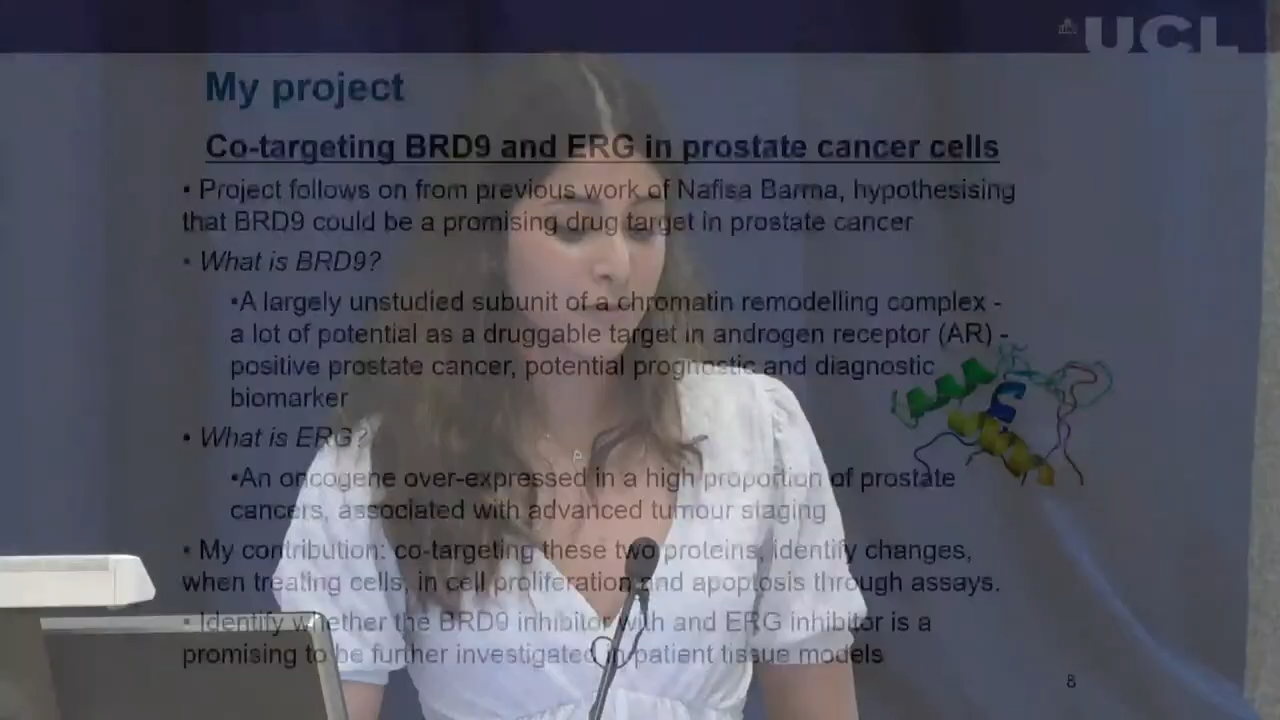 UCL
My project
Co-targeting BRD9 and ERG in prostate cancer cells
• Project follows on from previous work of Nafisa Barma, hypothesising
that BRD9 could be a promising drug target in prostate cancer
• What is BRD9?
•A largely unstudied subunit of a chromatin remodelling complex -
a lot of potential as a druggable target in androgen receptor (AR) -
positive prostate cancer, potential prognostic and diagnostic
biomarker
• What is ERG?
•An oncogene over-expressed in a high proportion of prostate
cancers, associated with advanced tumour staging
• My contribution: co-targeting these two proteins, identify changes,
when treating cells, in cell proliferation and apoptosis through assays.
• Identify whether the BRD9 inhibitor with and ERG inhibitor is a
promising to be further investigated in patient tissue models
8